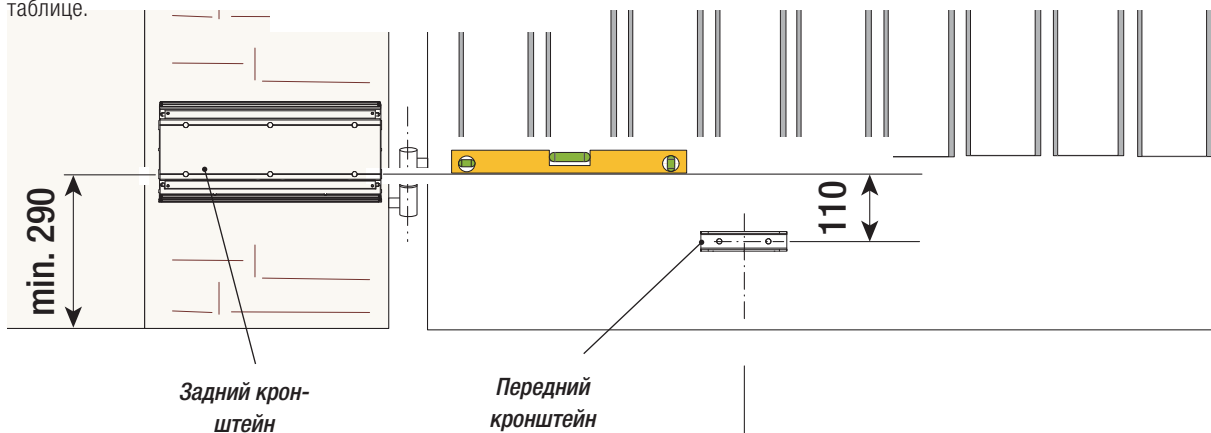 таблице.
min. 290
110
Задний крон-
штейн
Передний
кронштейн